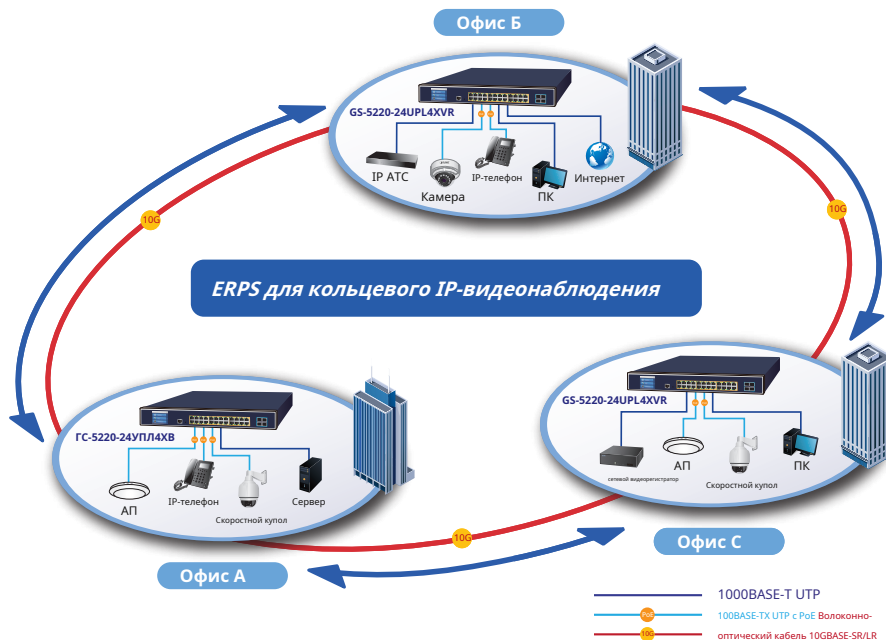 Офис Б
GS-5220-24UPL4XVR
IP АТС
Камера
IP-телефон
ПК
Интернет
10G
10G
ERPS для кольцевого IP-видеонаблюдения
ГС-5220-24УПЛ4ХВ
АП
IP-телефон
Скоростной купол
Сервер
GS-5220-24UPL4XVR
сетевой видеорегистратор
АП
Скоростной купол
ПК
10G
Офис А
Офис С
1000BASE-T UTP
PoE
100BASE-TX UTP с PoE Волоконно-
10G
оптический кабель 10GBASE-SR/LR